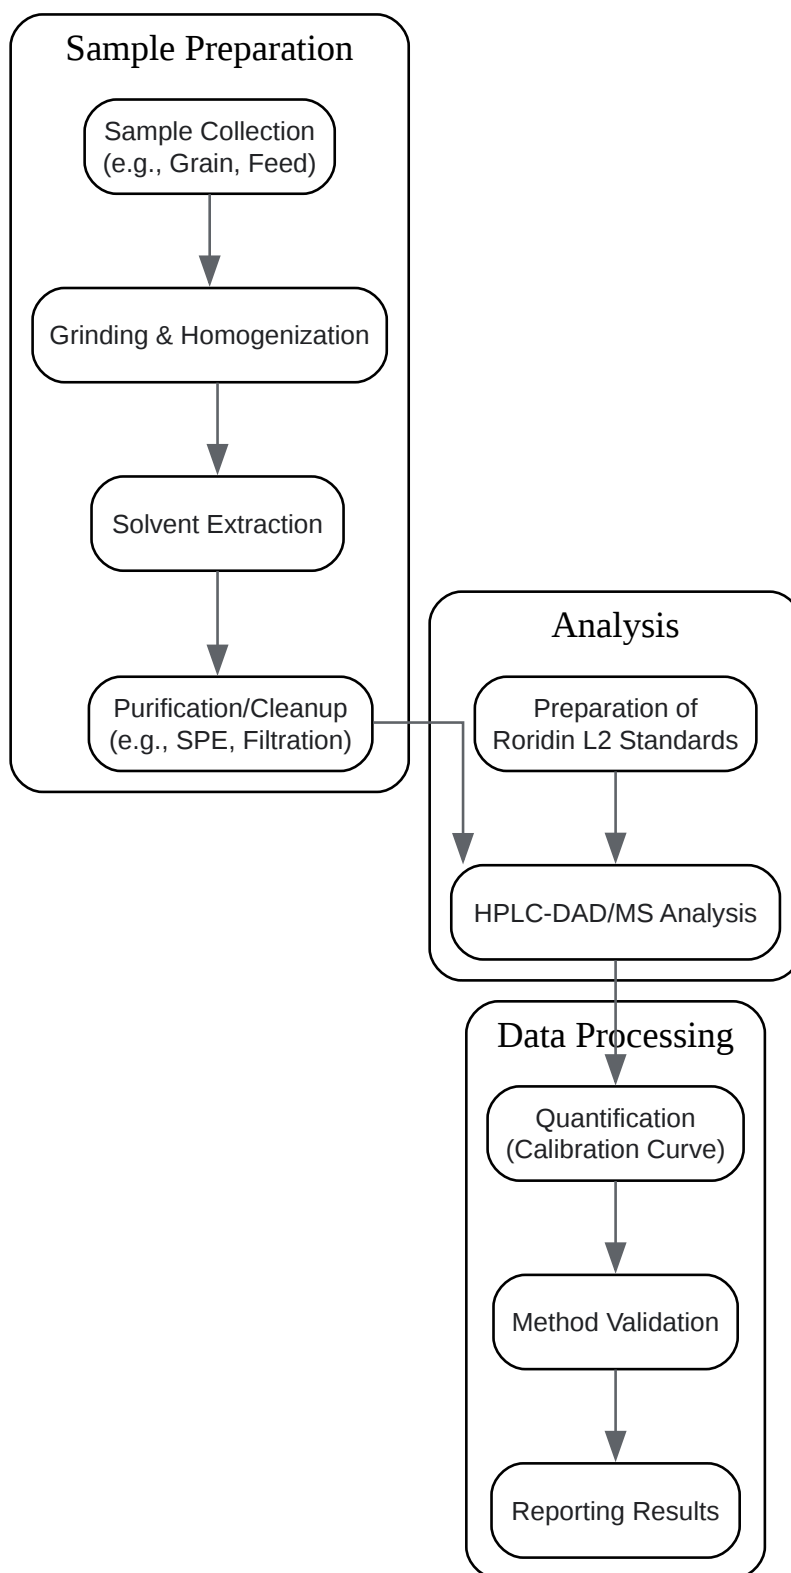 Sample Preparation
Sample Collection
(e.g., Grain, Feed)
Grinding & Homogenization
Solvent Extraction
Purification/Cleanup
(e.g., SPE, Filtration)
Analysis
Preparation of
Roridin L2 Standards
HPLC-DAD/MS Analysis
Data Processing
Quantification
(Calibration Curve)
Method Validation
Reporting Results